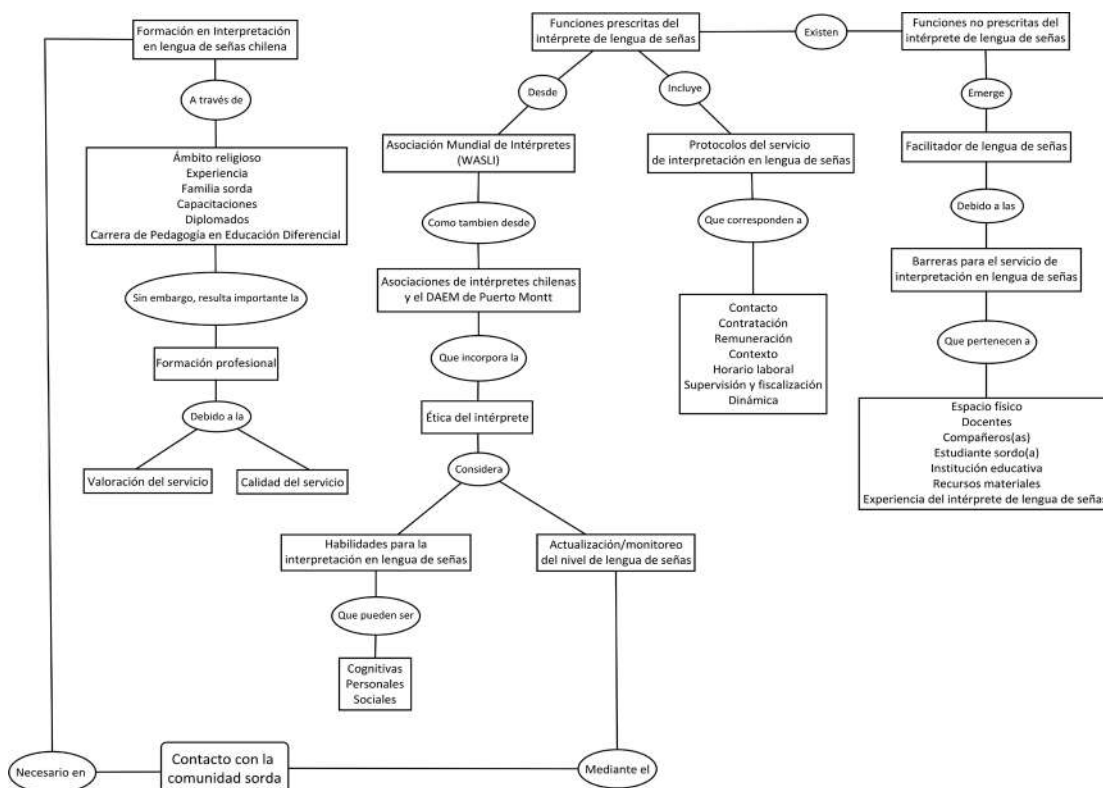 Formación en Interpretación
en lengua de señas chilena
A través de
Ámbito religioso
Experiencia
Familia sorda
Capacitaciones
Diplomados
Carrera de Pedagogía en Educación Diferencial
Sin embargo, resulta importante la
Formación profesional
Debido a la
Valoración del servicio
Calidad del servicio
Funciones prescritas del
intérprete de lengua de señas
Existen
Funciones no prescritas del
intérprete de lengua de señas
Desde
Incluye
Asociación Mundial de Intérpretes
(WASLI)
Como tambien desde
Asociaciones de intérpretes chilenas
y el DAEM de Puerto Montt
Que incorpora la
Ética del intérprete
Considera
Habilidades para la
interpretación en lengua de señas
Que pueden ser
Cognitivas
Personales
Sociales
Actualización/monitoreo
del nivel de lengua de señas
Protocolos del servicio
de interpretación en lengua de señas
Que corresponden a
Contacto
Contratación
Remuneración
Contexto
Horario laboral
Supervisión y fiscalización
Dinámica
Emerge
Facilitador de lengua de señas
Debido a las
Barreras para el servicio de
interpretación en lengua de señas
Que pertenecen a
Espacio físico
Docentes
Compañeros(as)
Estudiante sordo(a)
Institución educativa
Recursos materiales
Experiencia del intérprete de lengua de señas
Necesario en
Contacto con la
comunidad sorda
Mediante el